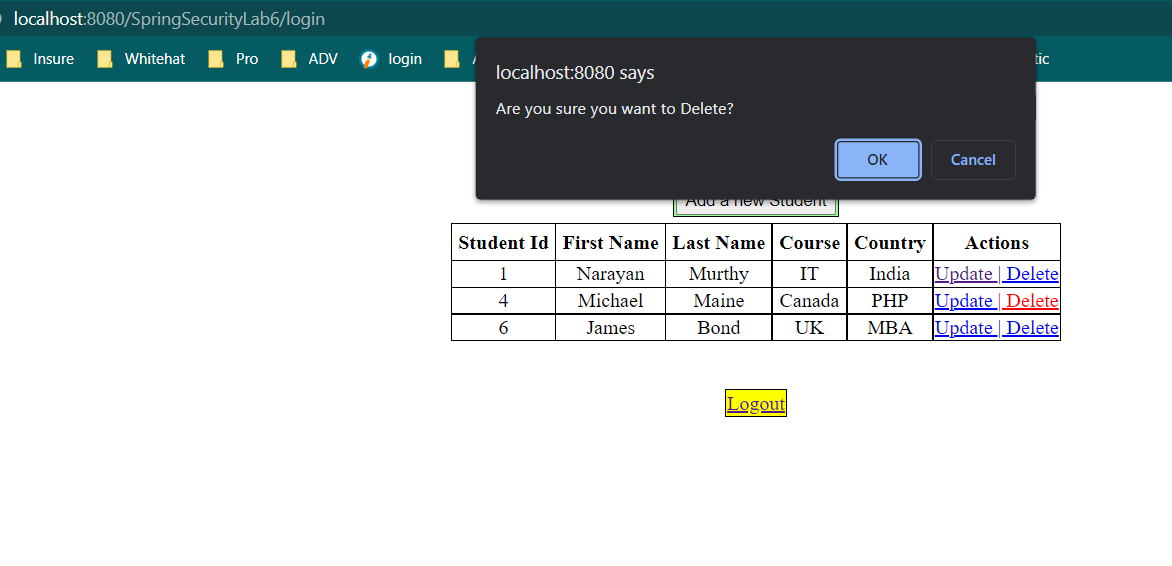 localhost:8080/SpringSecurityLab6/login
Insure Whitehat Pro ADV login
localhost:8080 says
Are you sure you want to Delete?
OK Cancel
Add a new Student
Student Id First Name Last Name Course Country Actions
1 Narayan Murthy IT India Update | Delete
4 Michael Maine Canada PHP Update | Delete
6 James Bond UK MBA Update | Delete
Logout